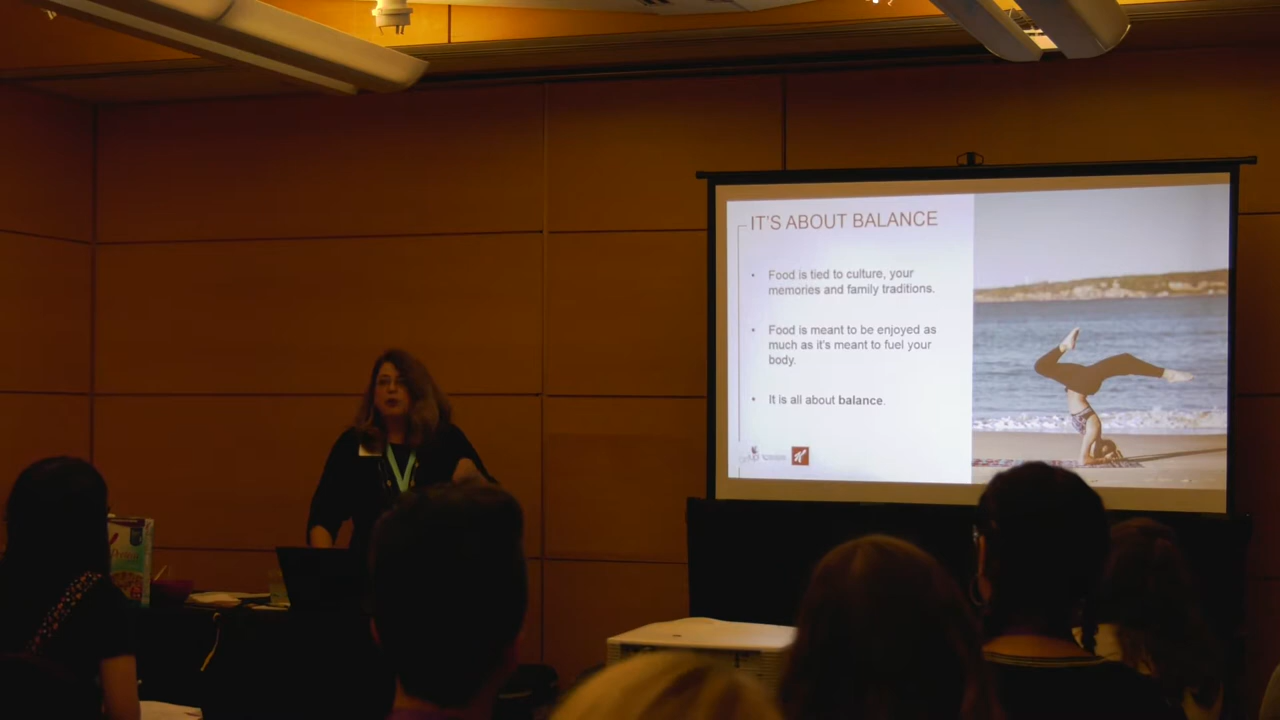 IT'S ABOUT BALANCE
• Food is tied to culture, your
memories and family traditions.
• Food is meant to be enjoyed as
much as it's meant to fuel your
body.
• It is all about balance.